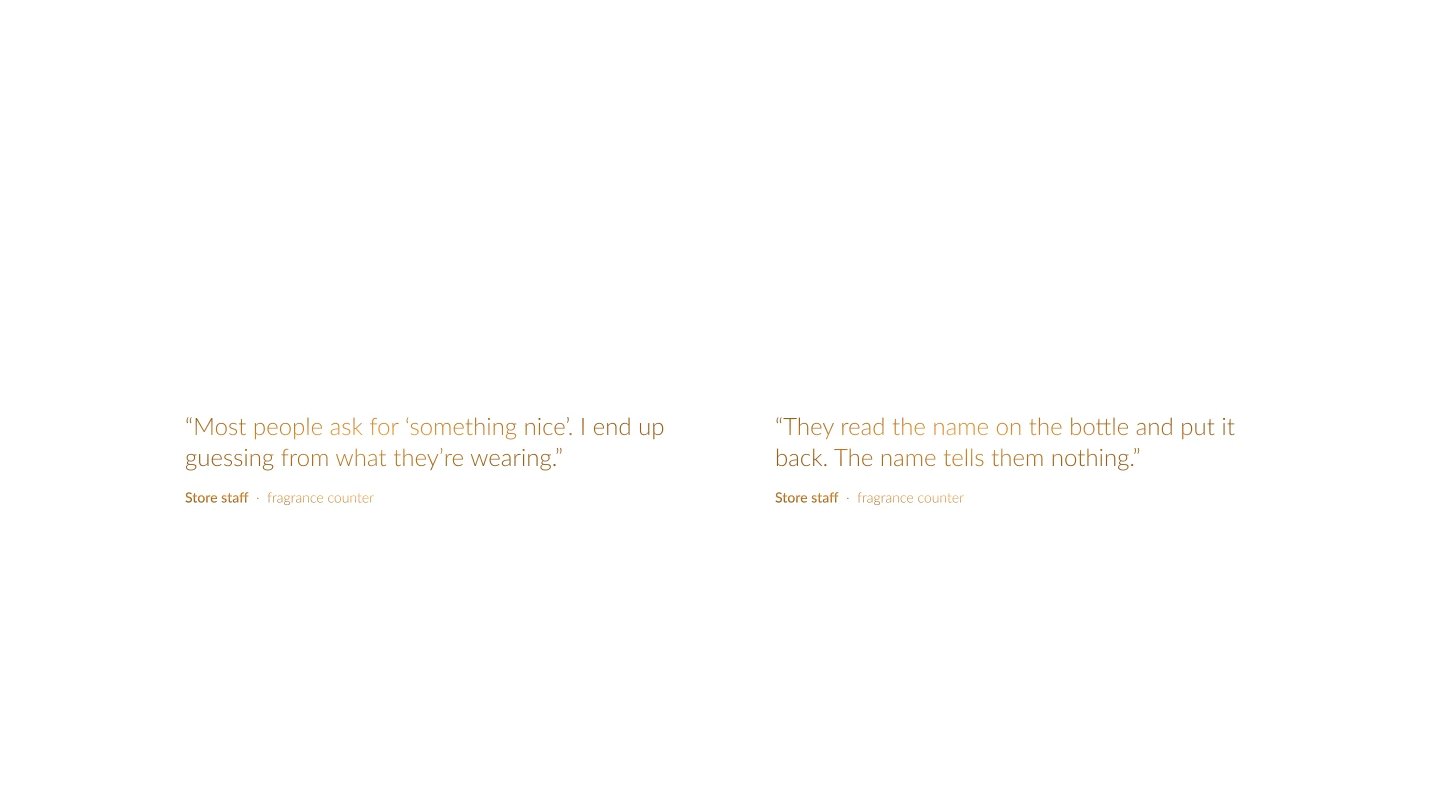 “Most people ask for ‘something nice’. I end up
guessing from what they’re wearing.”
Store staff · fragrance counter
“They read the name on the bottle and put it
back. The name tells them nothing.”
Store staff · fragrance counter